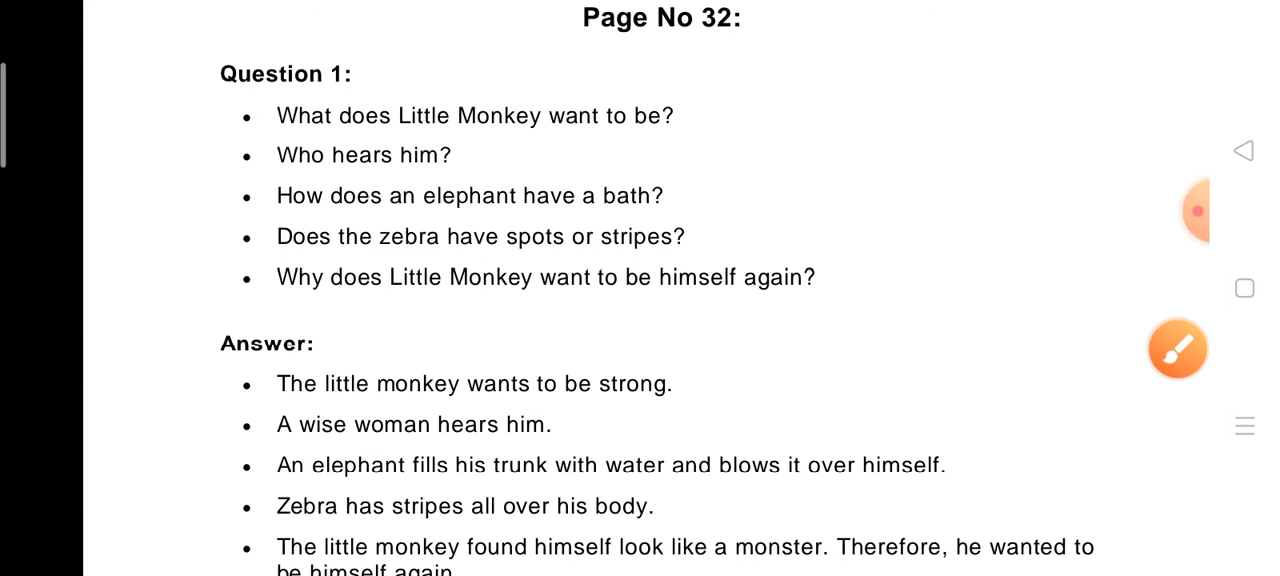 Page No 32:
Question 1:
• What does Little Monkey want to be?
• Who hears him?
• How does an elephant have a bath?
• Does the zebra have spots or stripes?
• Why does Little Monkey want to be himself again?
Answer:
• The little monkey wants to be strong.
• A wise woman hears him.
• An elephant fills his trunk with water and blows it over himself.
• Zebra has stripes all over his body.
• The little monkey found himself look like a monster. Therefore, he wanted to
be himself again